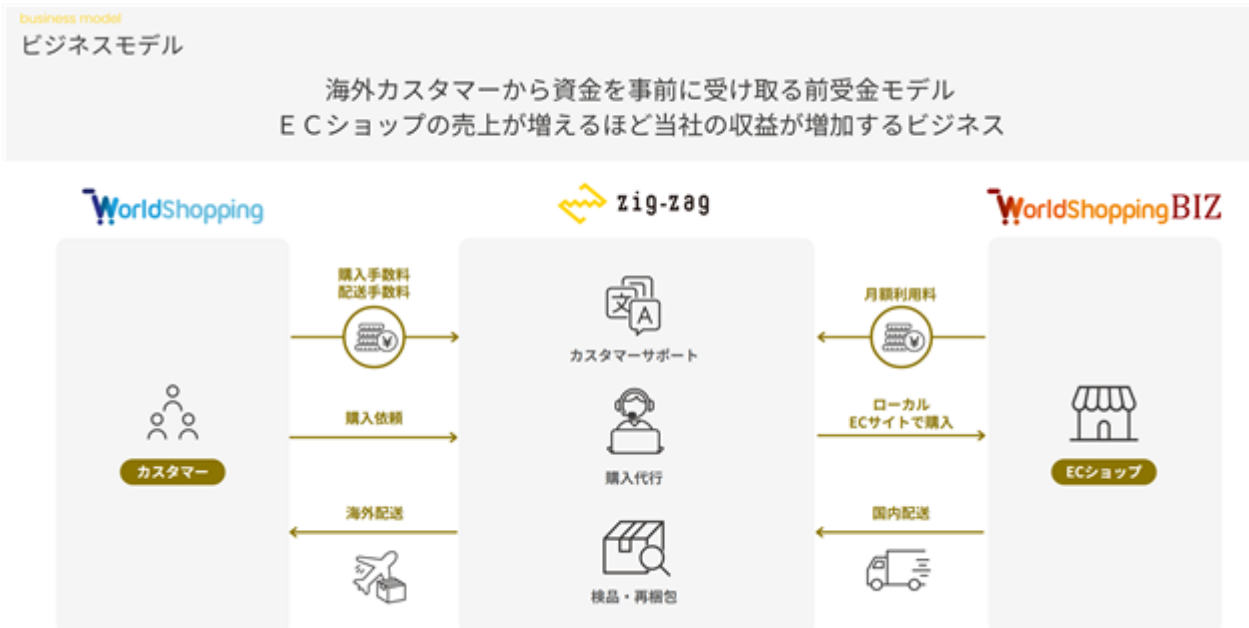 business model
ビジネスモデル
海外カスタマーから資金を事前に受け取る前受金モデル
ＥＣショップの売上が増えるほど当社の収益が増加するビジネス
WorldShopping
zig-zag
WorldShopping BIZ
購入手数料
配送手数料
月額利用料
文
A
カスタマーサポート
購入依頼
ローカル
ECサイトで購入
カスタマー
購入代行
ECショップ
海外配送
国内配送
検品・再梱包